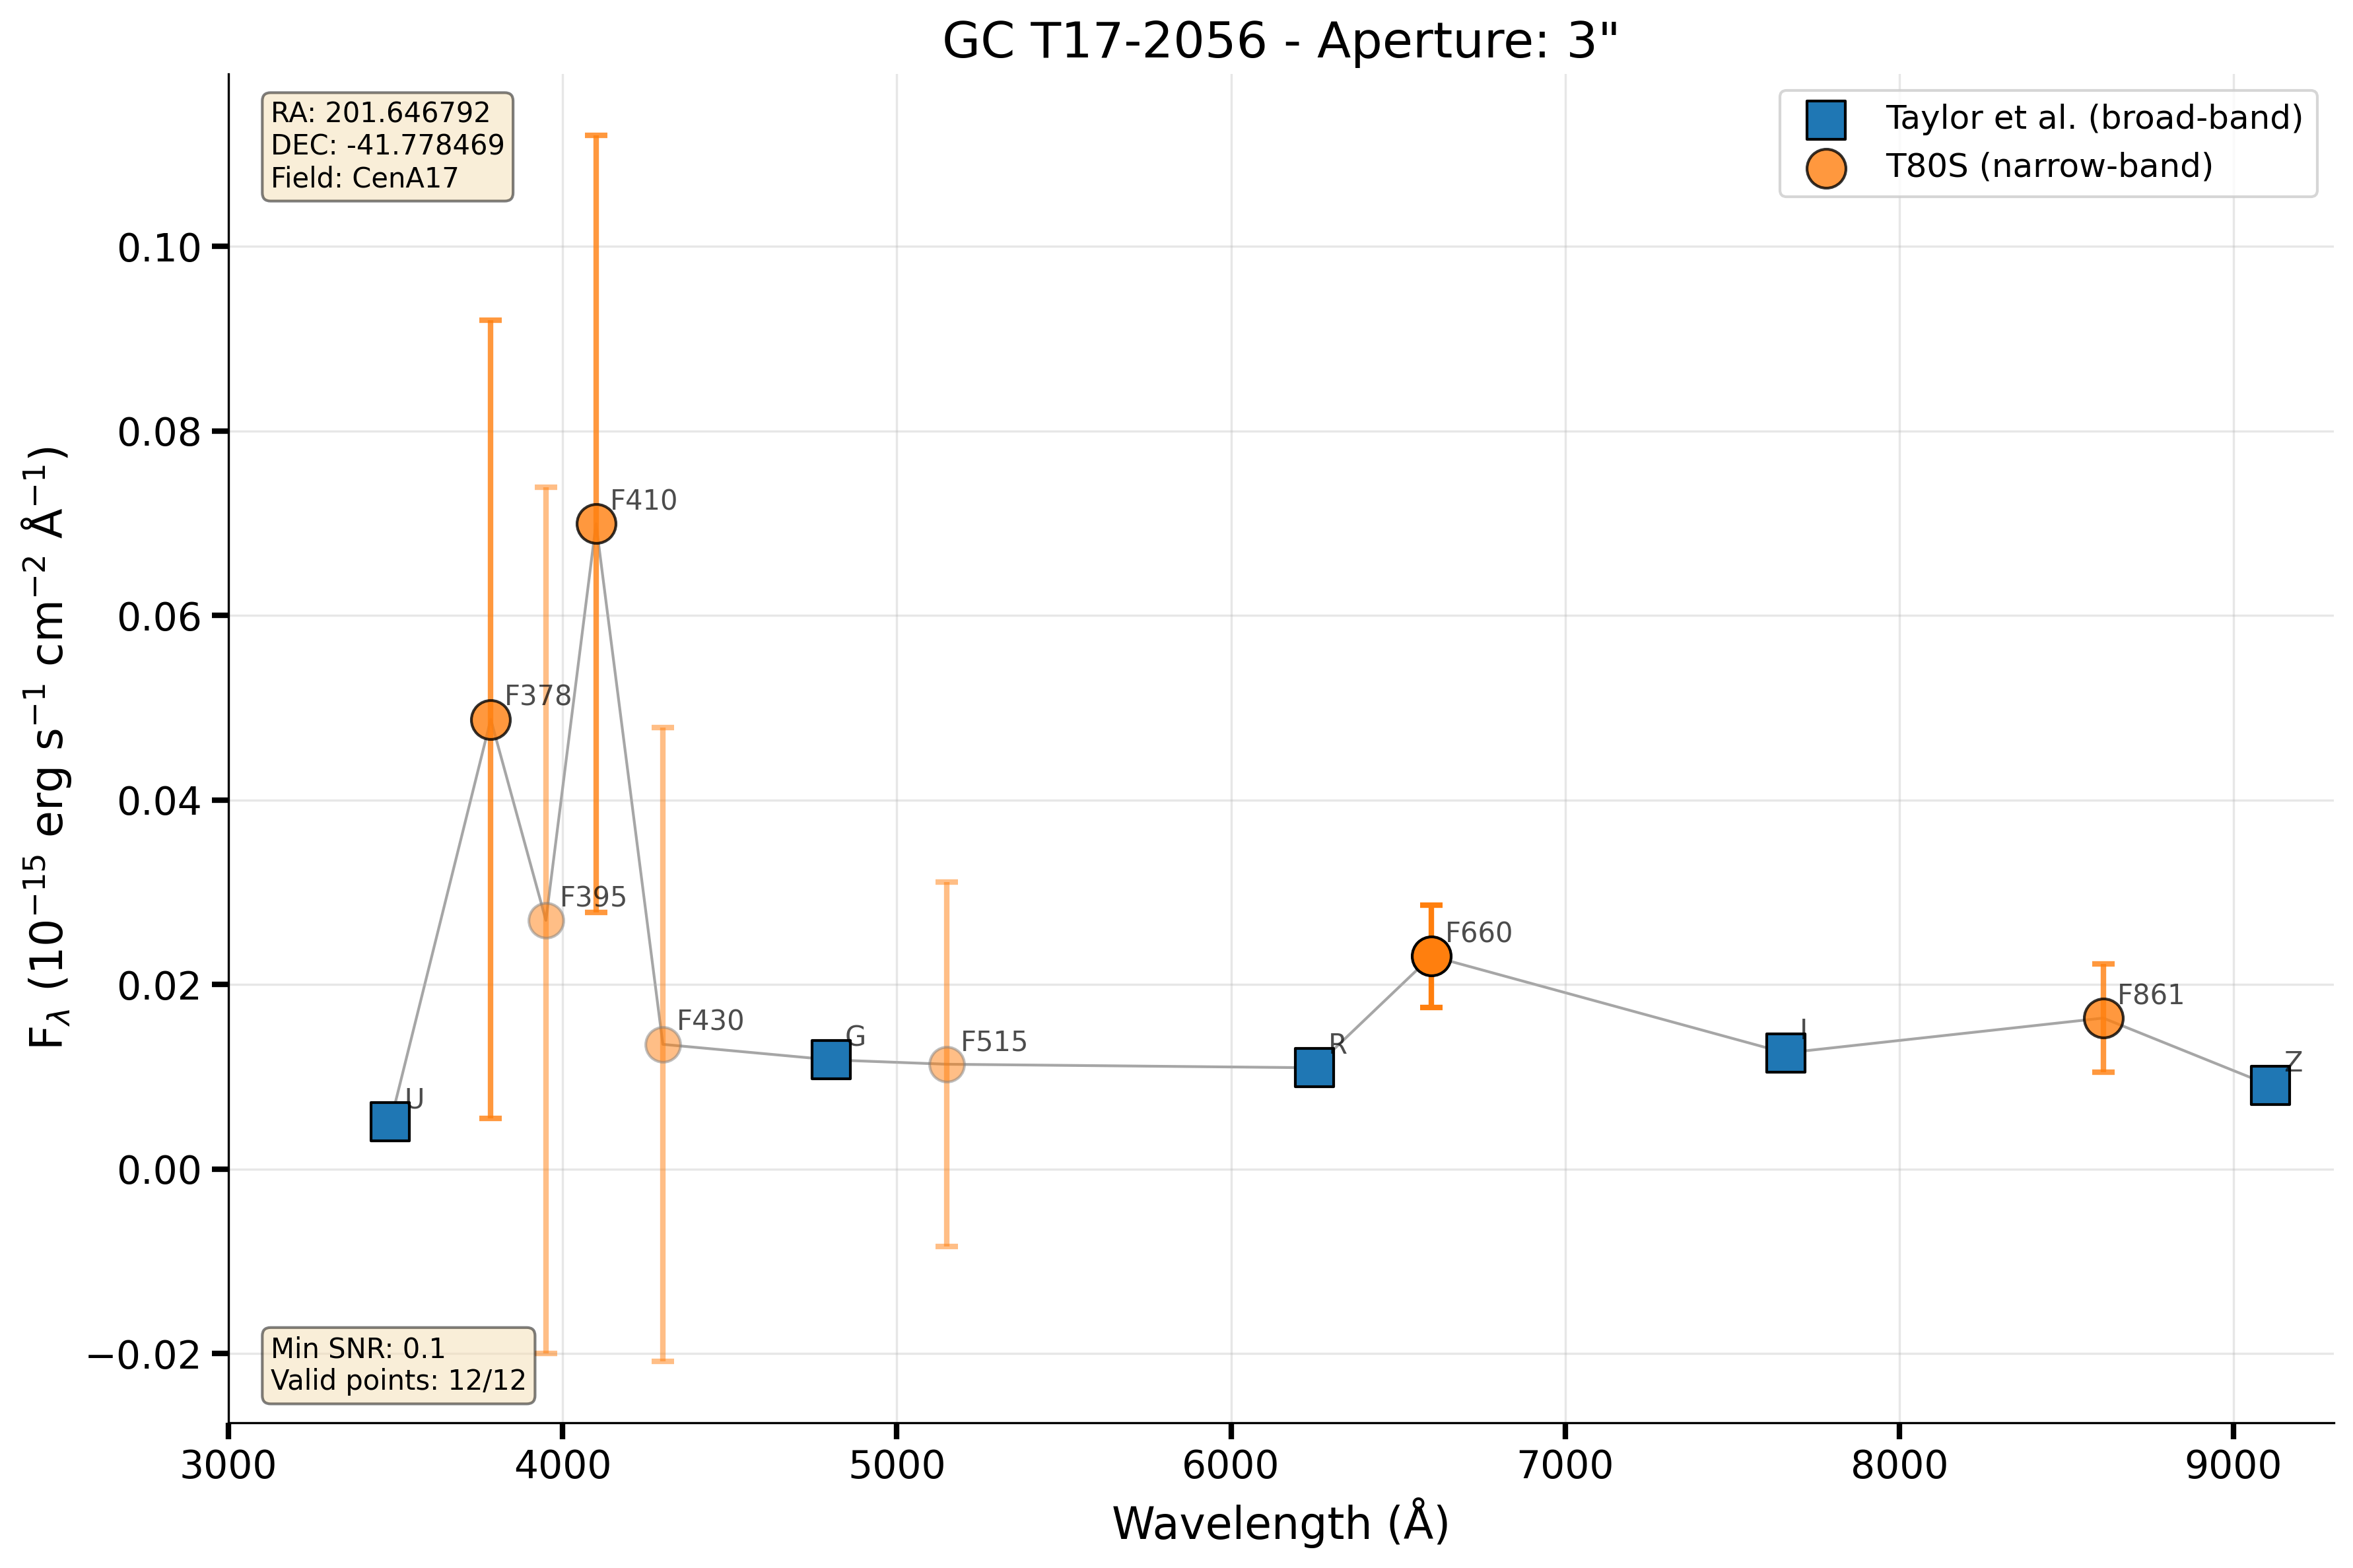 GC T17-2056 - Aperture: 3"
RA: 201.646792
DEC: -41.778469
Field: CenA17
Taylor et al. (broad-band)
T80S (narrow-band)
0.10
0.08
0.06
0.04
0.02
0.00
−0.02
F_λ (10⁻¹⁵ erg s⁻¹ cm⁻² Å⁻¹)
U
F378
F395
F410
F430
G
F515
R
F660
I
F861
Z
Min SNR: 0.1
Valid points: 12/12
3000 4000 5000 6000 7000 8000 9000
Wavelength (Å)